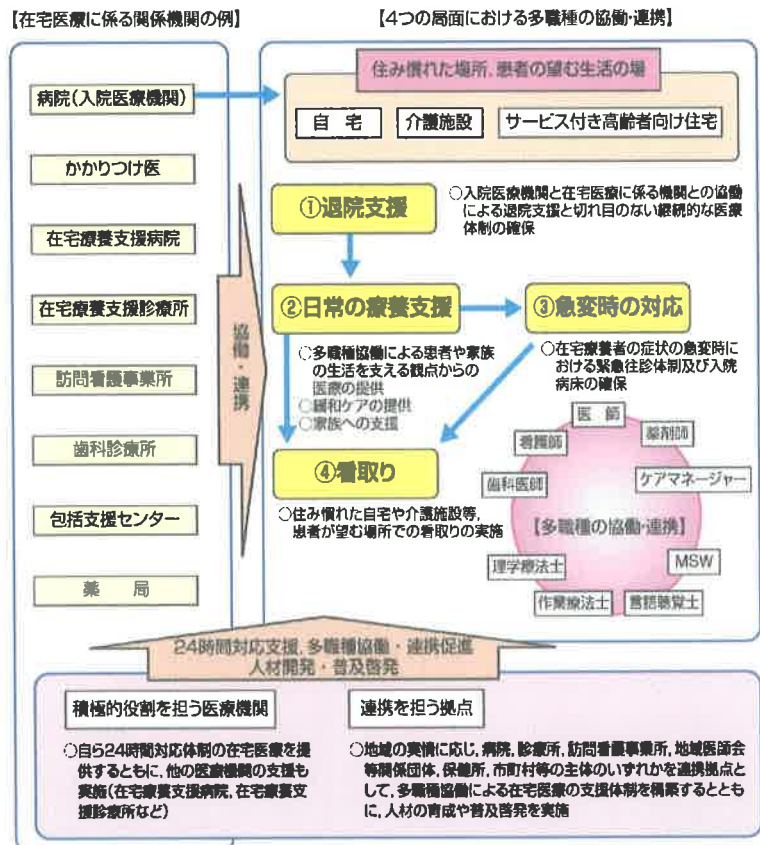 【在宅医療に係る関係機関の例】
【4つの局面における多職種の協働・連携】
病院(入院医療機関)
かかりつけ医
在宅療養支援病院
在宅療養支援診療所
訪問看護事業所
歯科診療所
包括支援センター
薬 局
協働・連携
住み慣れた場所,患者の望む生活の場
自 宅
介護施設
サービス付き高齢者向け住宅
①退院支援
○入院医療機関と在宅医療に係る機関との協働
による退院支援と切れ目のない継続的な医療
体制の確保
②日常の療養支援
○多職種協働による患者や家族
の生活を支える観点からの
医療の提供
○緩和ケアの提供
○家族への支援
③急変時の対応
○在宅療養者の症状の急変時に
おける緊急往診体制及び入院
病床の確保
④看取り
○住み慣れた自宅や介護施設等,
患者が望む場所での看取りの実施
医 師
薬剤師
看護師
ケアマネージャー
歯科医師
【多職種の協働・連携】
理学療法士
MSW
作業療法士
言語聴覚士
24時間対応支援,多職種協働・連携促進
人材開発・普及啓発
積極的役割を担う医療機関
○自ら24時間対応体制の在宅医療を提
供するとともに,他の医療機関の支援も
実施(在宅療養支援病院,在宅療養支
援診療所など)
連携を担う拠点
○地域の実情に応じ,病院,診療所,訪問看護事業所,地域医師会
等関係団体,保健所,市町村等の主体のいずれかを連携拠点と
して,多職種協働による在宅医療の支援体制を構築するととも
に,人材の育成や普及啓発を実施